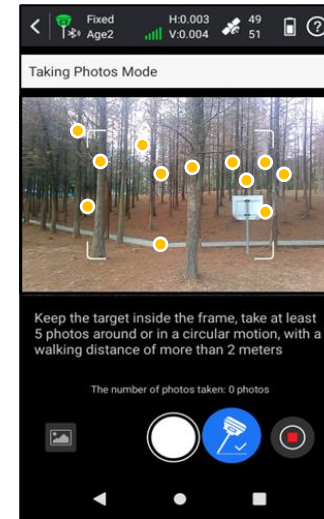 Fixed H:0.003 49
Age2 V:0.004 51
Taking Photos Mode
Keep the target inside the frame, take at least
5 photos around or in a circular motion, with a
walking distance of more than 2 meters
The number of photos taken: 0 photos